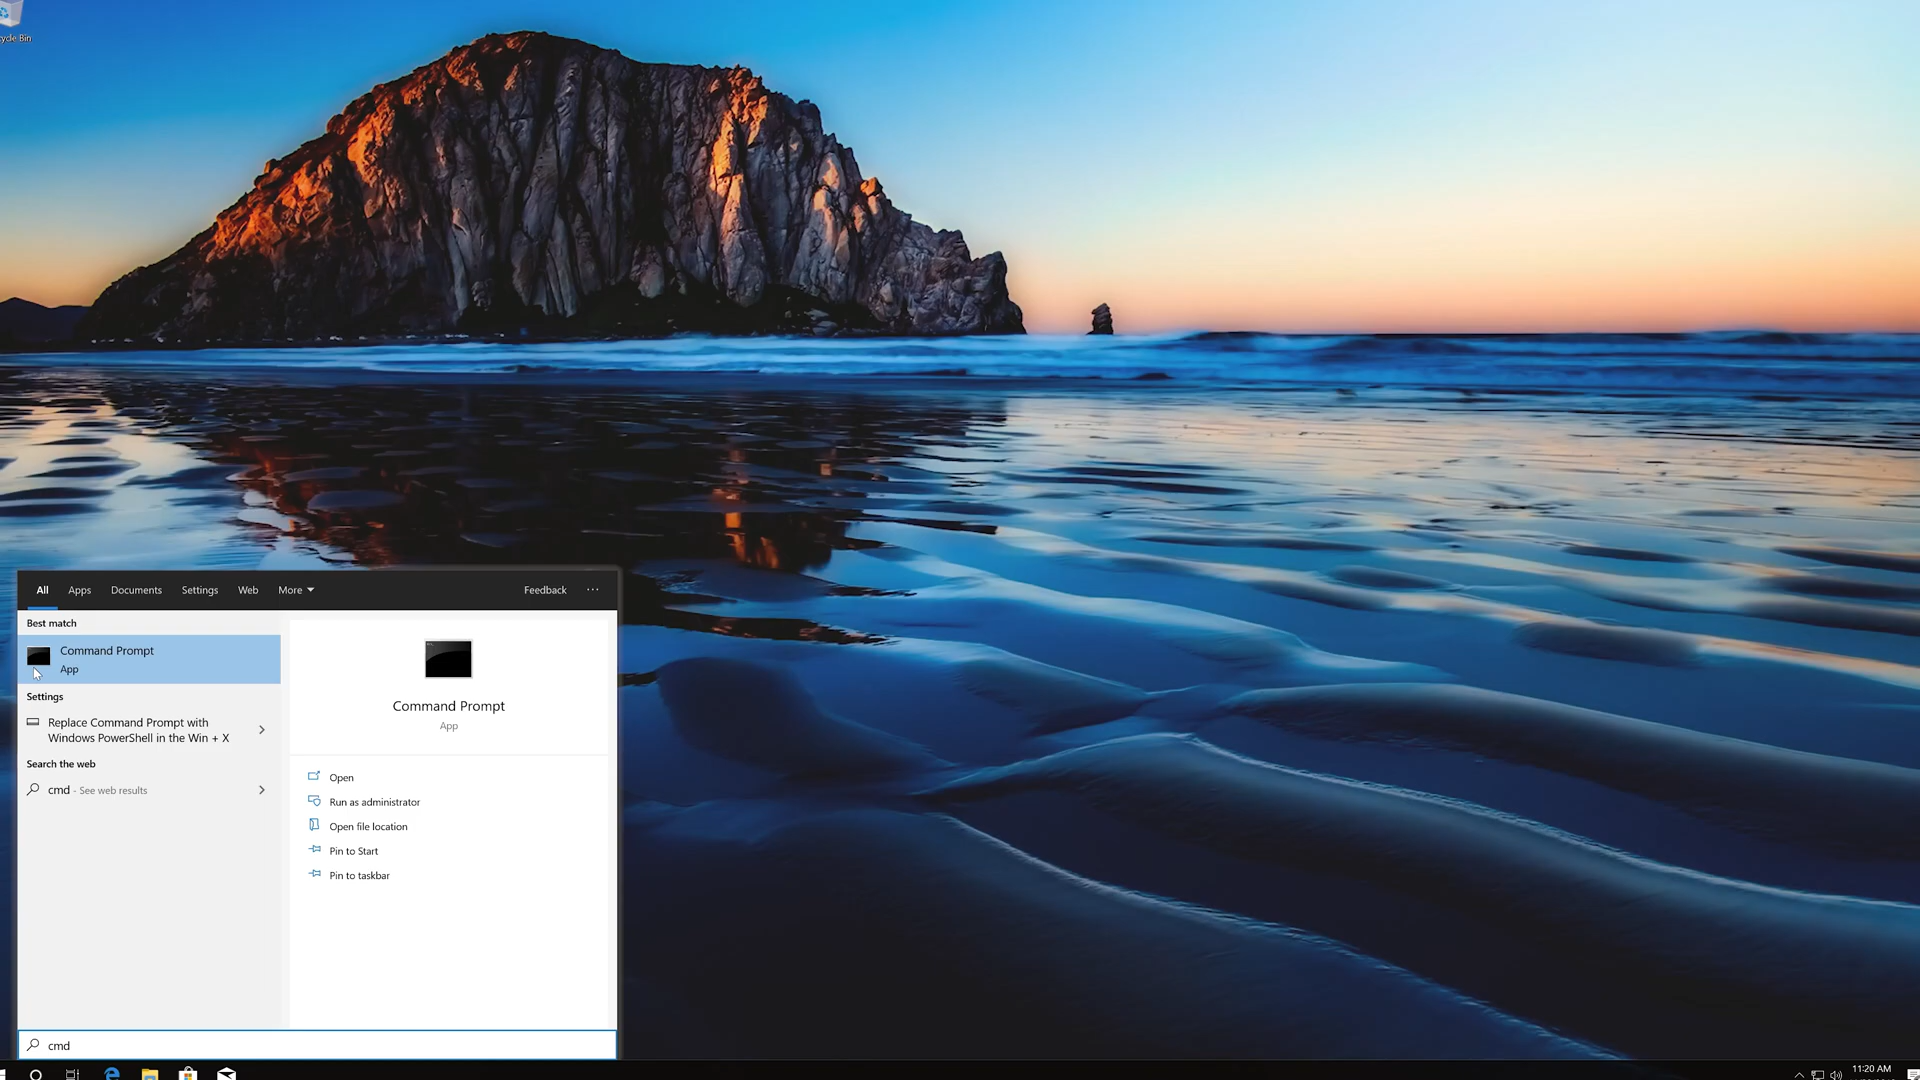 ycle Bin
All Apps Documents Settings Web More Feedback ...
Best match
Command Prompt
App
Settings
Replace Command Prompt with
Windows PowerShell in the Win + X
Search the web
cmd - See web results
Command Prompt
App
Open
Run as administrator
Open file location
Pin to Start
Pin to taskbar
cmd
11:20 AM